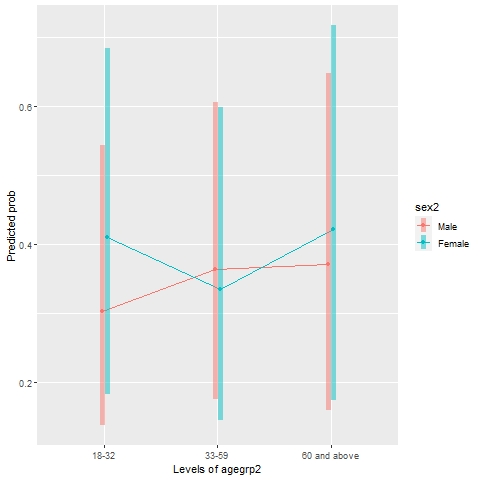 Predicted prob
0.6
0.4
0.2
18-32
33-59
60 and above
Levels of agegrp2
sex2
Male
Female